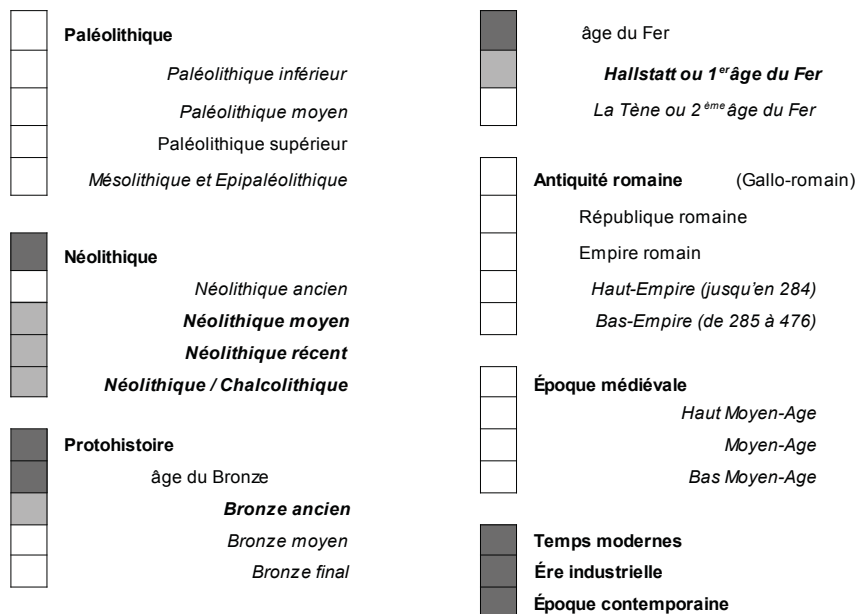 Paléolithique
Paléolithique inférieur
Paléolithique moyen
Paléolithique supérieur
Mésolithique et Epipaléolithique
Néolithique
Néolithique ancien
Néolithique moyen
Néolithique récent
Néolithique / Chalcolithique
Protohistoire
âge du Bronze
Bronze ancien
Bronze moyen
Bronze final
âge du Fer
Hallstatt ou 1er âge du Fer
La Tène ou 2ème âge du Fer
Antiquité romaine (Gallo-romain)
République romaine
Empire romain
Haut-Empire (jusqu'en 284)
Bas-Empire (de 285 à 476)
Époque médiévale
Haut Moyen-Age
Moyen-Age
Bas Moyen-Age
Temps modernes
Ére industrielle
Époque contemporaine